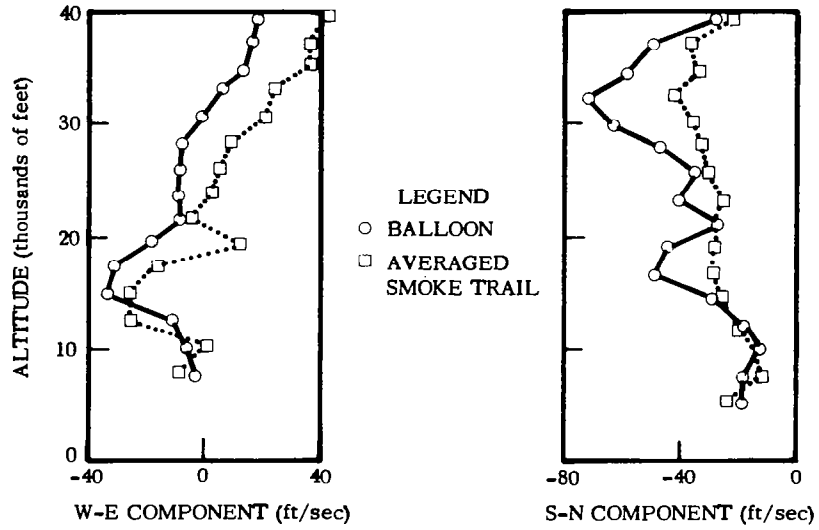 40
30
20
10
0
ALTITUDE (thousands of feet)
-40
0
40
W-E COMPONENT (ft/sec)
LEGEND
BALLOON
AVERAGED
SMOKE TRAIL
-80
-40
0
S-N COMPONENT (ft/sec)